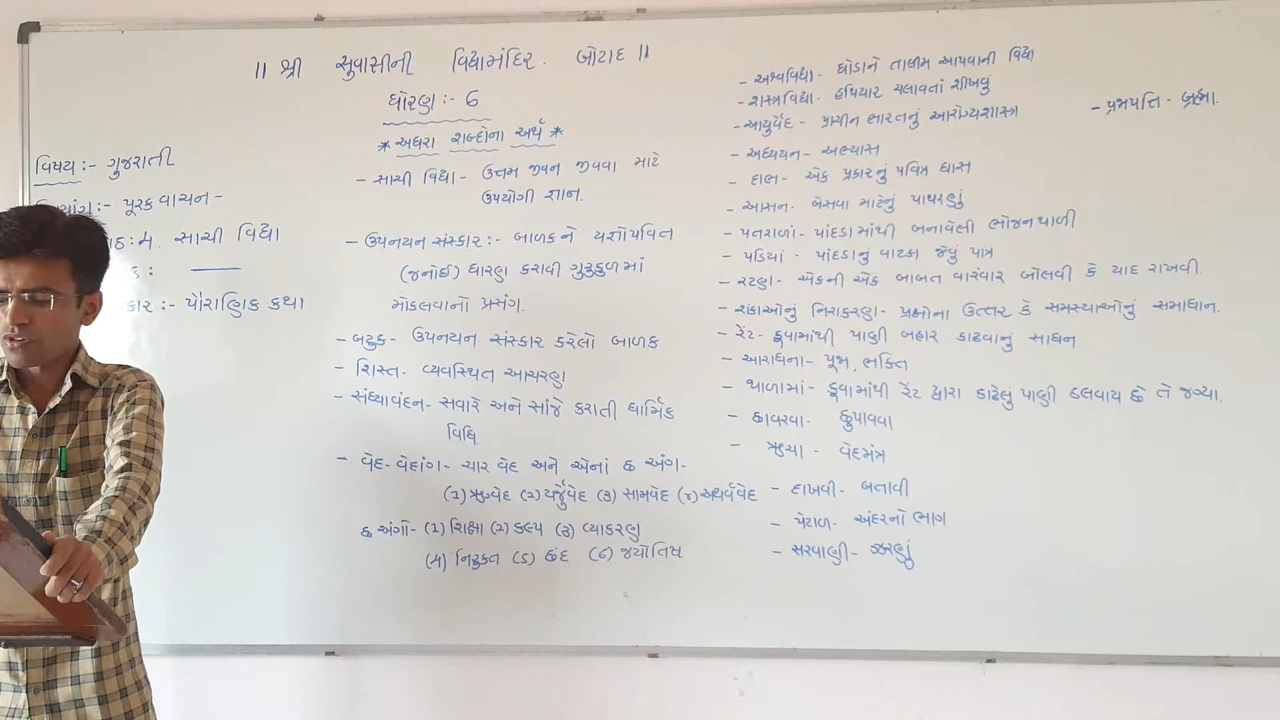 ॥ શ્રી સુવાસીની વિદ્યામંદિર. બોટાદ ॥
ધોરણ :- 6
* અઘરા શબ્દોના અર્થ *
વિષય :- ગુજરાતી
:- પૂરક વાચન -
4. સાચી વિદ્યા
: ——
કાર :- પૌરાણિક કથા
- સાચી વિદ્યા - ઉત્તમ જીવન જીવવા માટે
ઉપયોગી જ્ઞાન.
- ઉપનયન સંસ્કાર :- બાળકને યજ્ઞોપવિત
(જનોઈ) ધારણ કરાવી ગુરુકુળમાં
મોકલવાનો પ્રસંગ.
- બટુક - ઉપનયન સંસ્કાર કરેલો બાળક
- શિસ્ત - વ્યવસ્થિત આચરણ
- સંધ્યાવંદન - સવારે અને સાંજે કરાતી ધાર્મિક
વિધિ
- વેદ - વેદાંગ - ચાર વેદ અને એનાં છ અંગ -
(૧) ઋગ્વેદ (૨) યર્જુવેદ (૩) સામવેદ (૪) અથર્વવેદ
છ અંગો - (૧) શિક્ષા (૨) કલ્પ (૩) વ્યાકરણ
(૪) નિરુક્ત (૫) છંદ (૬) જયોતિષ
- અશ્વવિદ્યા - ઘોડાને તાલીમ આપવાની વિદ્યા
- શસ્ત્રવિદ્યા - હથિયાર ચલાવતાં શીખવું
- આયુર્વેદ - પ્રાચીન ભારતનું આરોગ્યશાસ્ત્ર
- અધ્યયન - અભ્યાસ
- દાભ - એક પ્રકારનું પવિત્ર ઘાસ
- આસન - બેસવા માટેનું પાથરણું
- પતરાળાં - પાંદડામાંથી બનાવેલી ભોજનથાળી
- પડિયાં - પાંદડાનું વાટકા જેવું પાત્ર
- રટણ - એકની એક બાબત વારંવાર બોલવી કે યાદ રાખવી.
- શંકાઓનું નિરાકરણ - પ્રશ્નોના ઉત્તર કે સમસ્યાઓનું સમાધાન.
- રેંટ - કૂવામાંથી પાણી બહાર કાઢવાનું સાધન
- આરાધના - પૂજા, ભક્તિ
- થાળામાં - કૂવામાંથી રેંટ દ્વારા કાઢેલું પાણી ઠલવાય છે તે જગ્યા.
- છાવરવા - છુપાવવા
- ઋચા - વેદમંત્ર
- દાખવી - બતાવી
- પેટાળ - અંદરનો ભાગ
- સરવાણી - ઝરણું
- પ્રજાપતિ - બ્રહ્મા.